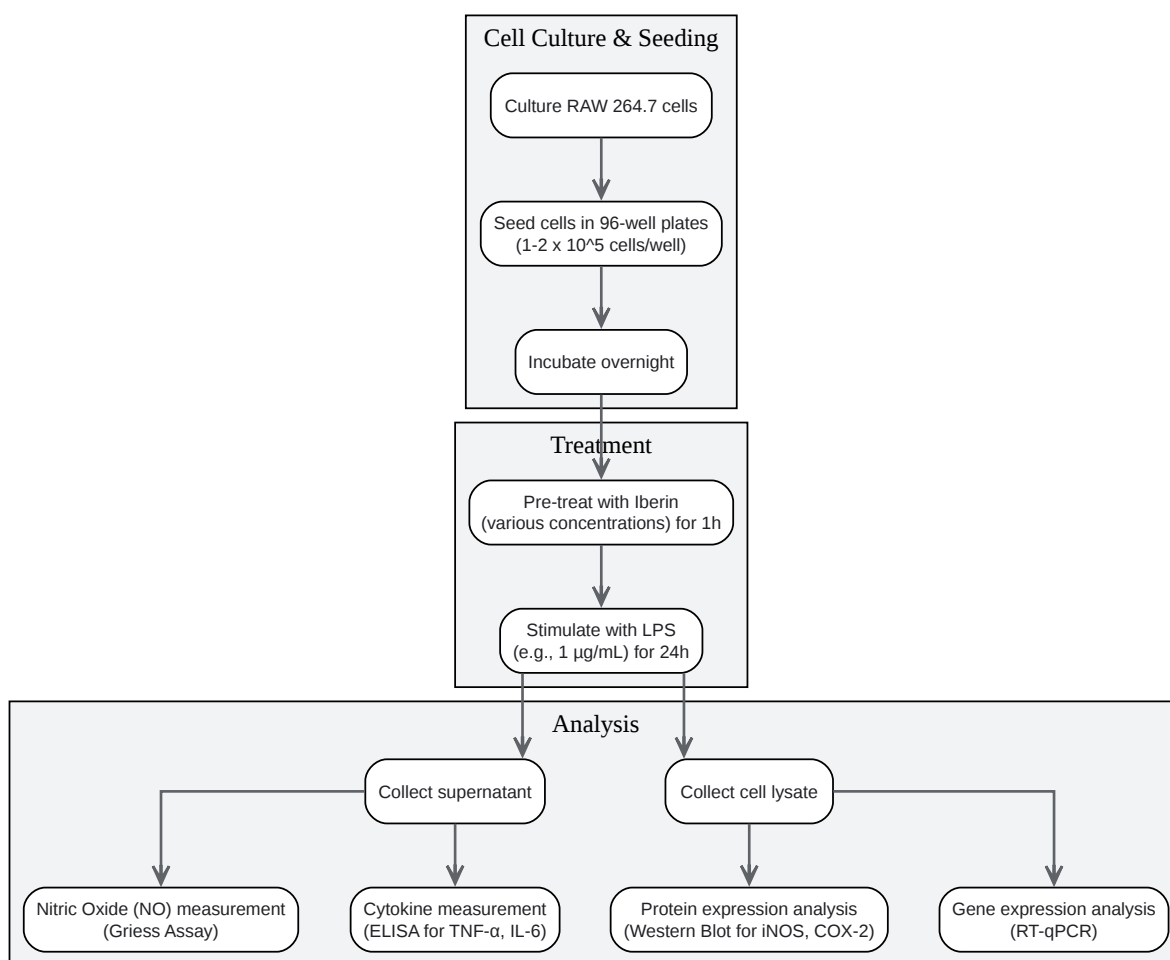 Cell Culture & Seeding
Culture RAW 264.7 cells
Seed cells in 96-well plates
(1-2 x 10^5 cells/well)
Incubate overnight
Treatment
Pre-treat with Iberin
(various concentrations) for 1h
Stimulate with LPS
(e.g., 1 µg/mL) for 24h
Analysis
Collect supernatant
Collect cell lysate
Nitric Oxide (NO) measurement
(Griess Assay)
Cytokine measurement
(ELISA for TNF-α, IL-6)
Protein expression analysis
(Western Blot for iNOS, COX-2)
Gene expression analysis
(RT-qPCR)